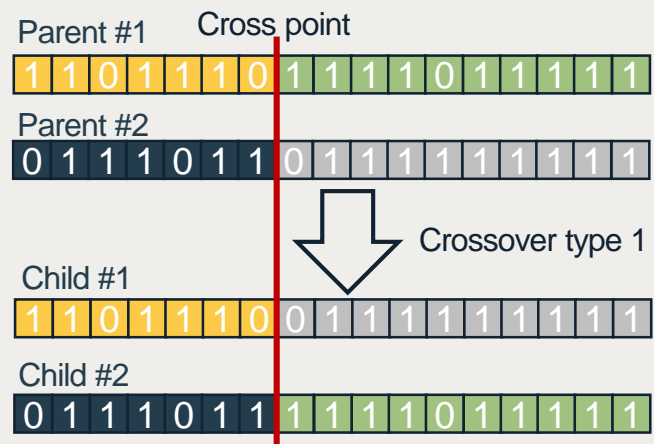 Cross point
Parent #1
1 1 0 1 1 1 0 1 1 1 1 0 1 1 1 1 1
Parent #2
0 1 1 1 0 1 1 0 1 1 1 1 1 1 1 1 1
Crossover type 1
Child #1
1 1 0 1 1 1 0 0 1 1 1 1 1 1 1 1 1
Child #2
0 1 1 1 0 1 1 1 1 1 1 0 1 1 1 1 1